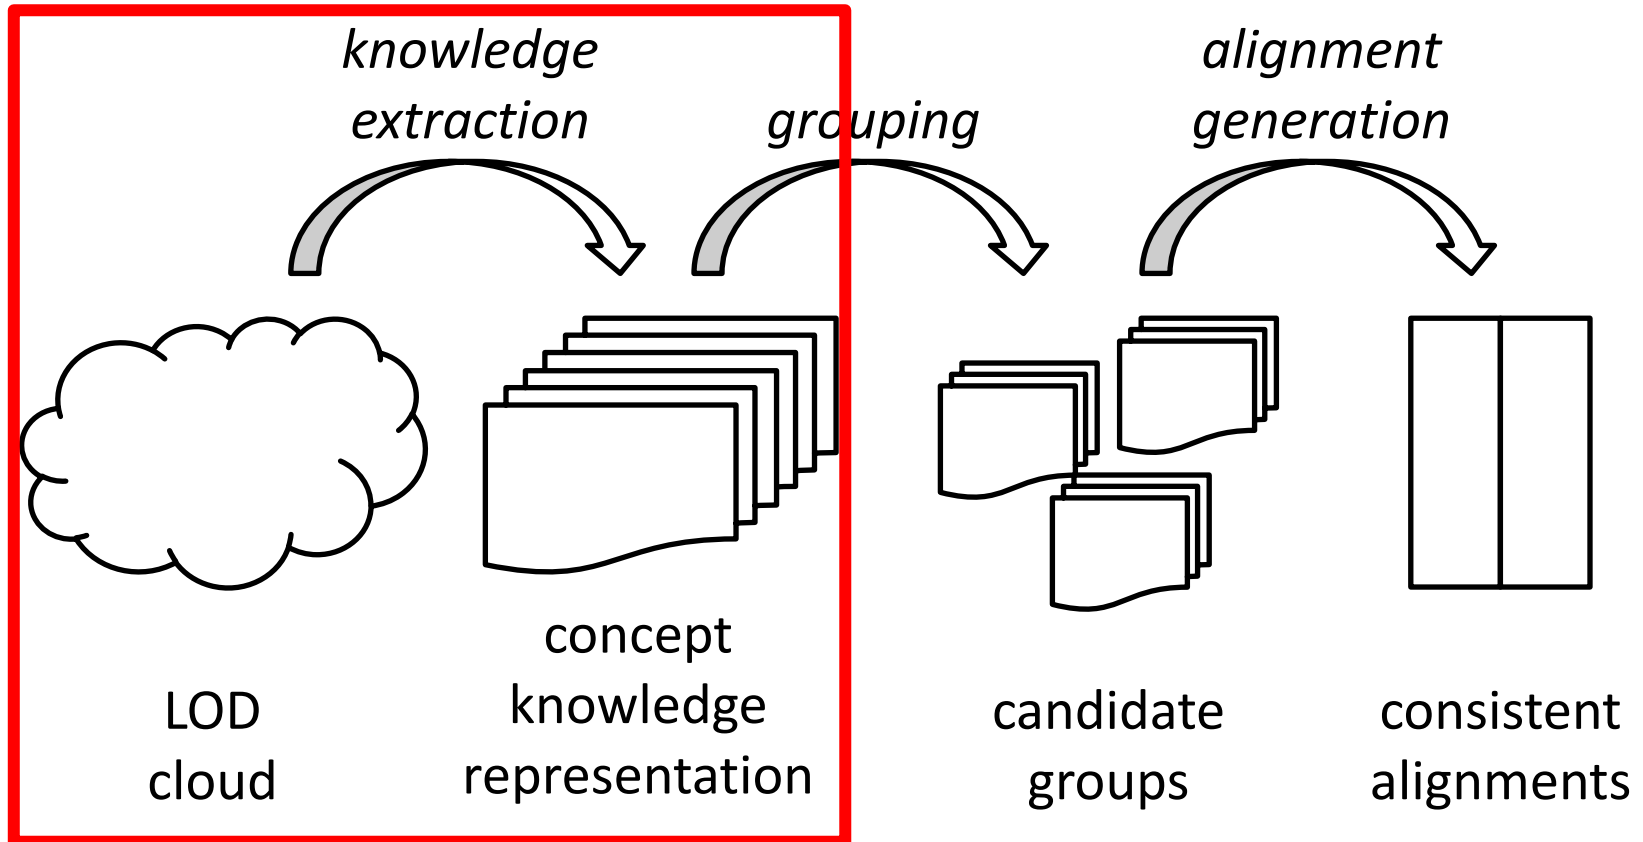 knowledge
extraction
grouping
alignment
generation
LOD
cloud
concept
knowledge
representation
candidate
groups
consistent
alignments